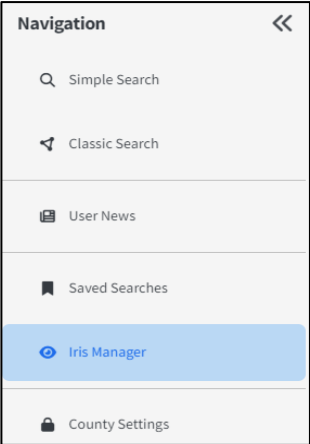 Navigation
Simple Search
Classic Search
User News
Saved Searches
Iris Manager
County Settings